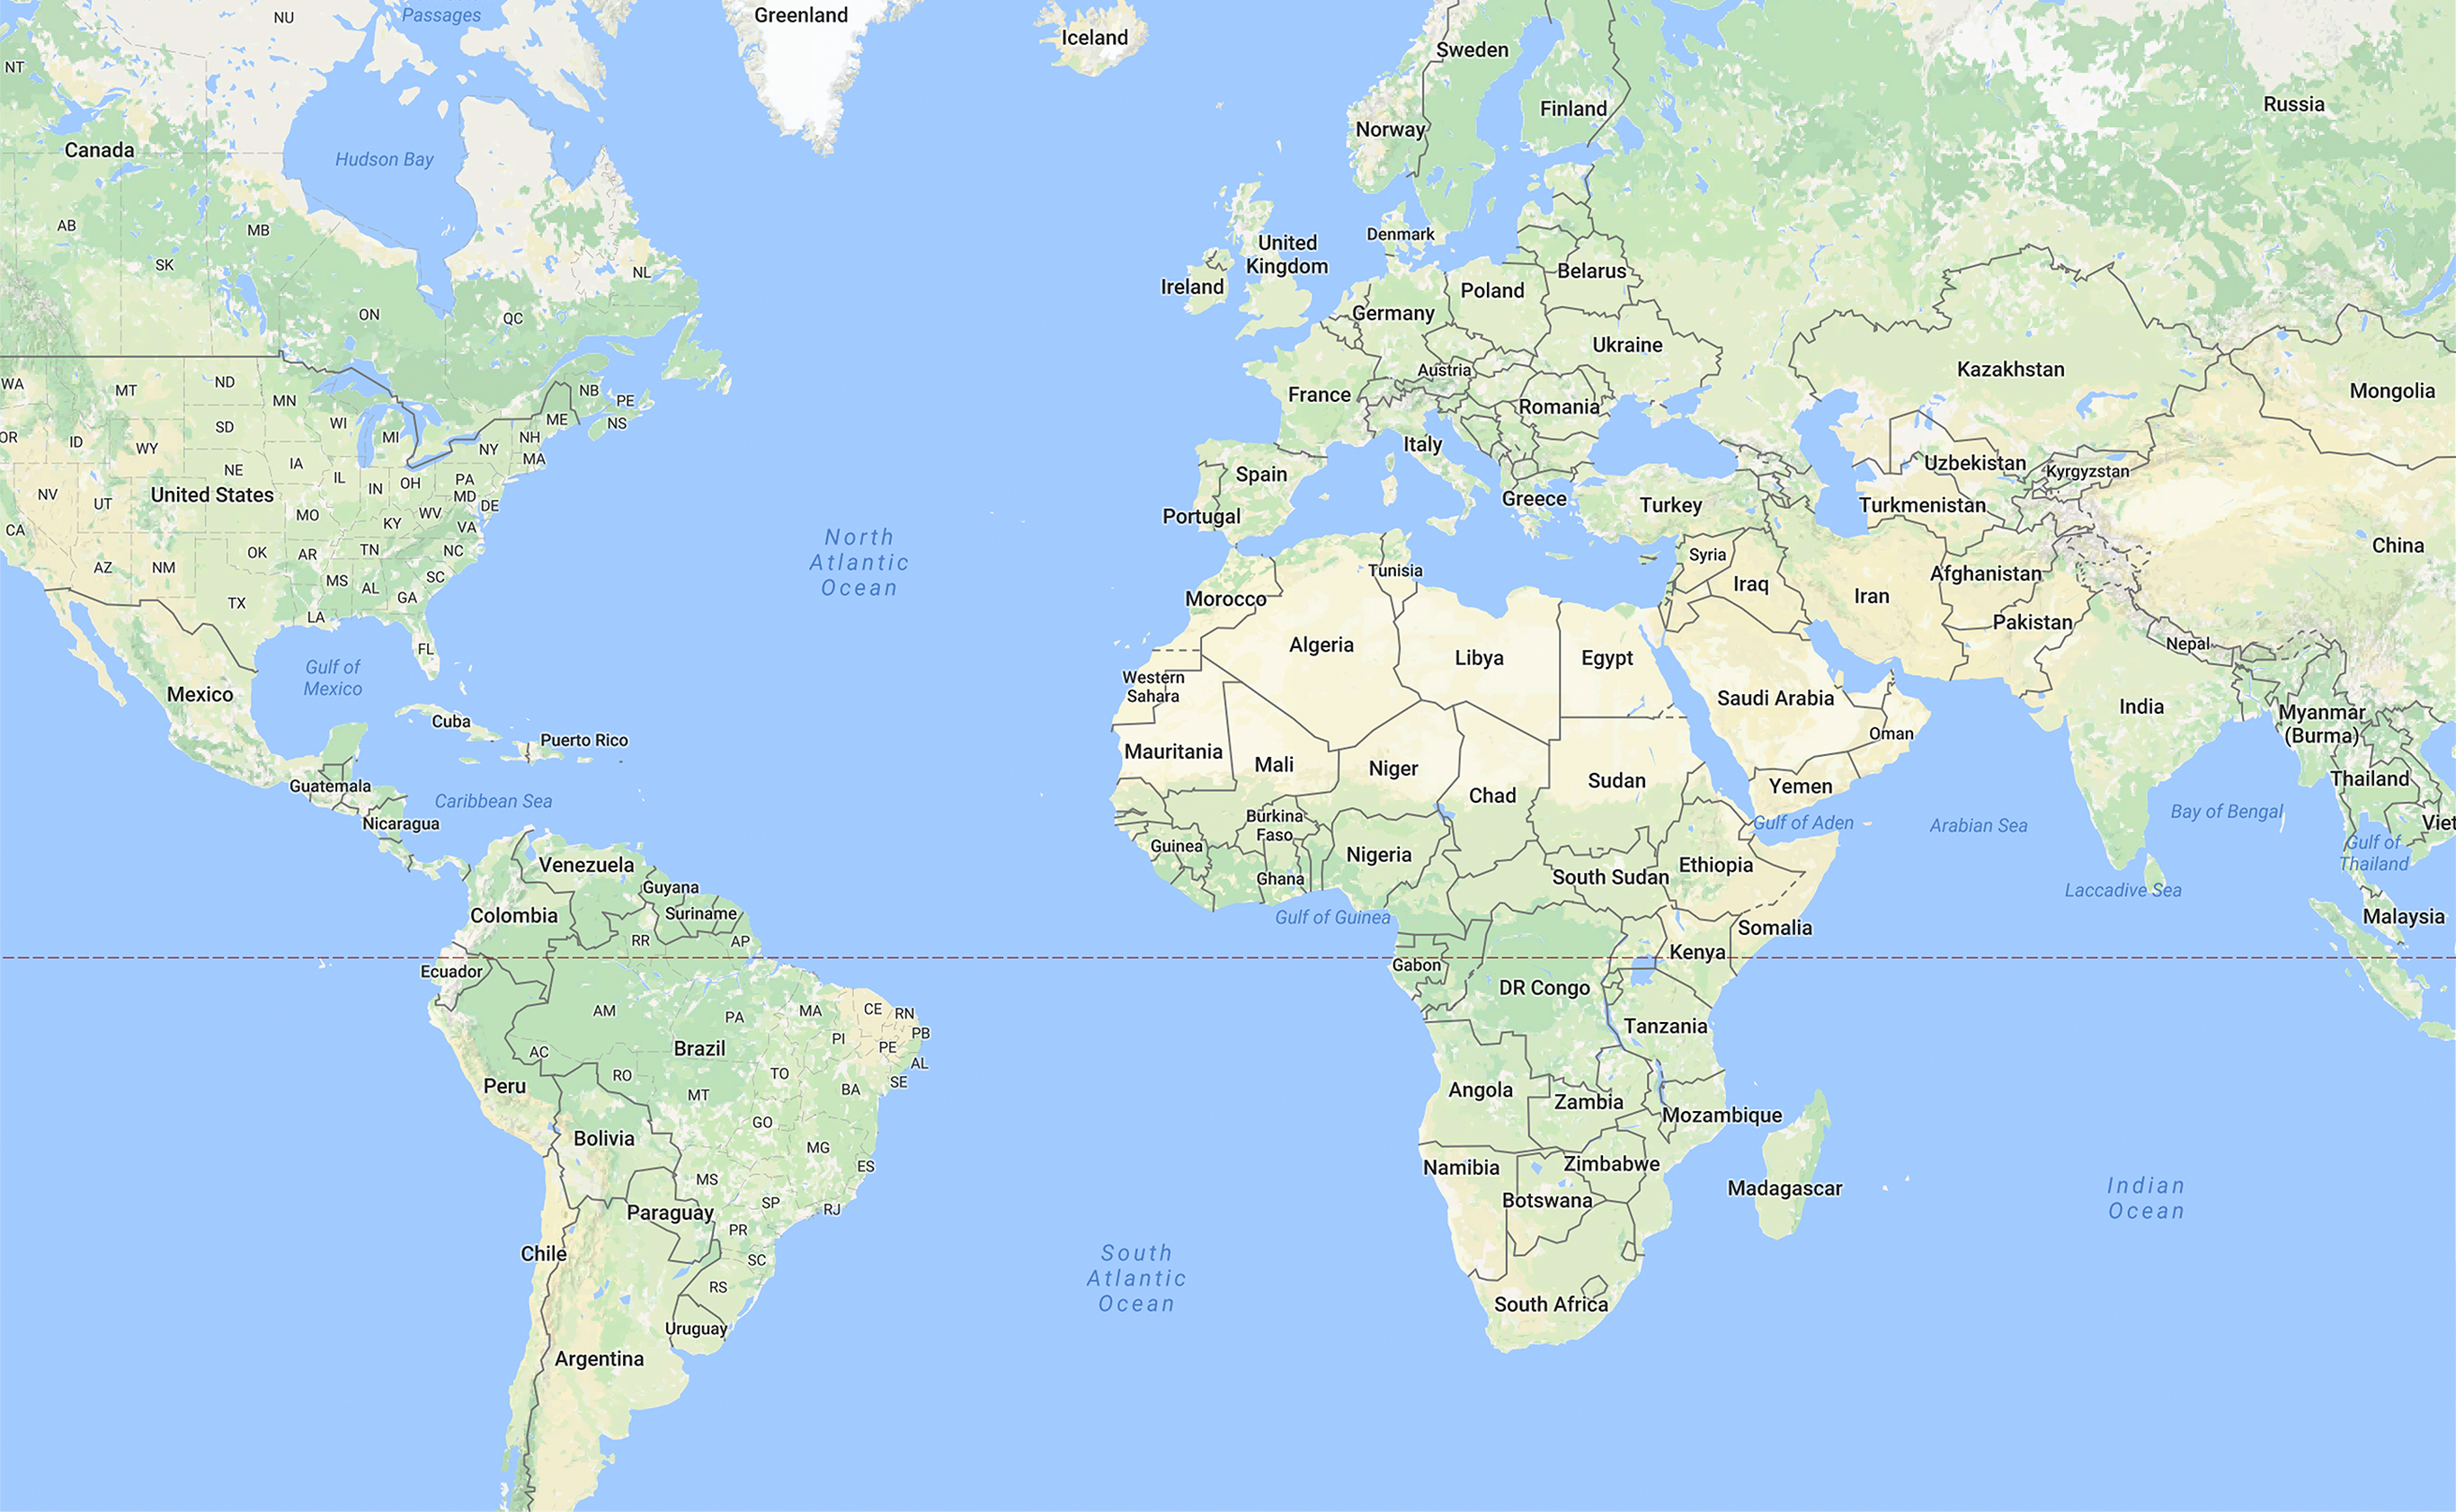 NU
Passages
Greenland
Iceland
NT
Sweden
Finland
Russia
Norway
Canada
Hudson Bay
AB
MB
SK
NL
Denmark
United
Kingdom
Ireland
Belarus
Poland
Germany
ON
QC
Ukraine
Austria
Kazakhstan
WA
MT
ND
MN
NB
PE
France
Romania
Mongolia
OR
ID
WY
SD
WI
MI
ME
NS
NH
NY
MA
Italy
NE
IA
IL
IN
OH
PA
MD
DE
Spain
Uzbekistan
Kyrgyzstan
NV
UT
United States
MO
KY
WV
VA
Portugal
Greece
Turkey
Turkmenistan
CA
OK
AR
TN
NC
North
Atlantic
Ocean
Syria
China
AZ
NM
MS
AL
SC
GA
Tunisia
Iraq
Afghanistan
TX
LA
Morocco
Iran
Pakistan
FL
Algeria
Libya
Egypt
Nepal
Gulf of
Mexico
Mexico
Western
Sahara
Saudi Arabia
India
Myanmar
(Burma)
Cuba
Puerto Rico
Oman
Mauritania
Mali
Niger
Sudan
Thailand
Guatemala
Caribbean Sea
Chad
Yemen
Nicaragua
Burkina
Faso
Gulf of Aden
Arabian Sea
Bay of Bengal
Viet
Guinea
Nigeria
Gulf of
Thailand
Venezuela
Guyana
Ghana
South Sudan
Ethiopia
Laccadive Sea
Colombia
Suriname
Gulf of Guinea
Malaysia
RR
AP
Somalia
Kenya
Ecuador
Gabon
DR Congo
AM
PA
MA
CE
RN
PB
PI
PE
Tanzania
Brazil
AC
AL
RO
TO
SE
Peru
MT
BA
Angola
Zambia
Mozambique
GO
Bolivia
MG
ES
Namibia
Zimbabwe
MS
Madagascar
Indian
Ocean
SP
RJ
Botswana
Paraguay
PR
Chile
SC
South
Atlantic
Ocean
RS
South Africa
Uruguay
Argentina